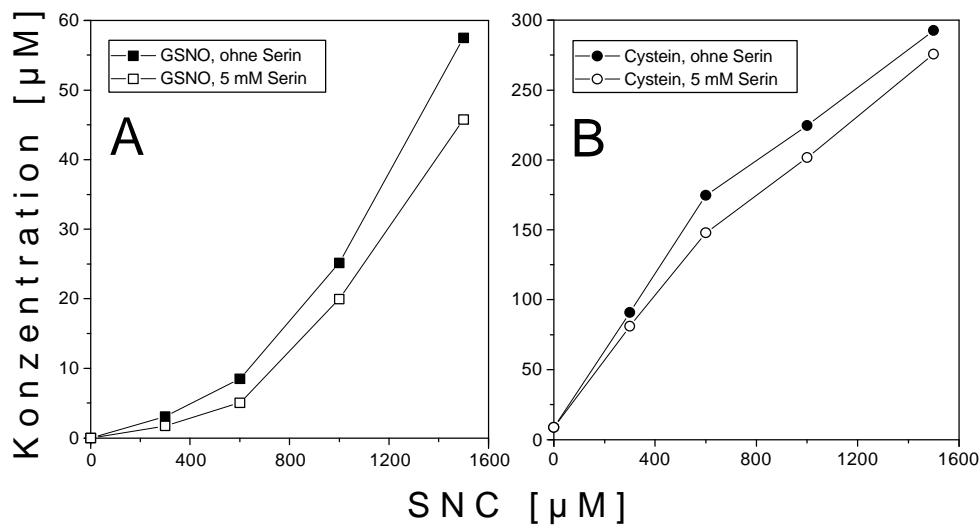 Konzentration [µM]
60
50
40
30
20
10
0
GSNO, ohne Serin
GSNO, 5 mM Serin
A
0 400 800 1200 1600
300
250
200
150
100
50
0
Cystein, ohne Serin
Cystein, 5 mM Serin
B
0 400 800 1200 1600
SNC [µM]